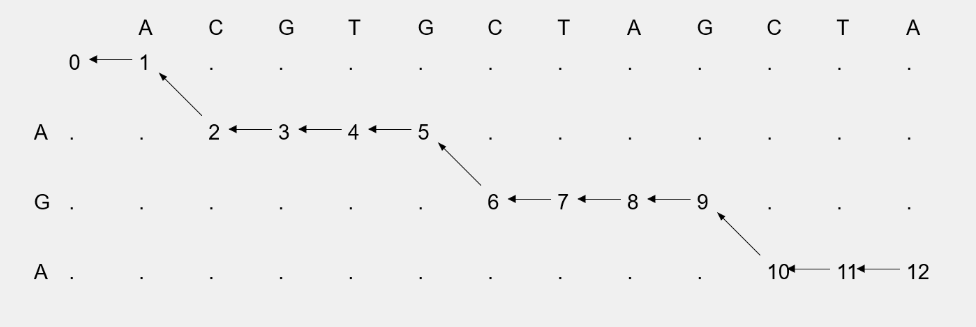 A C G T G C T A G C T A
0 1 . . . . . . . . . . .
A . . 2 3 4 5 . . . . . . .
G . . . . . . 6 7 8 9 . . .
A . . . . . . . . . . 10 11 12